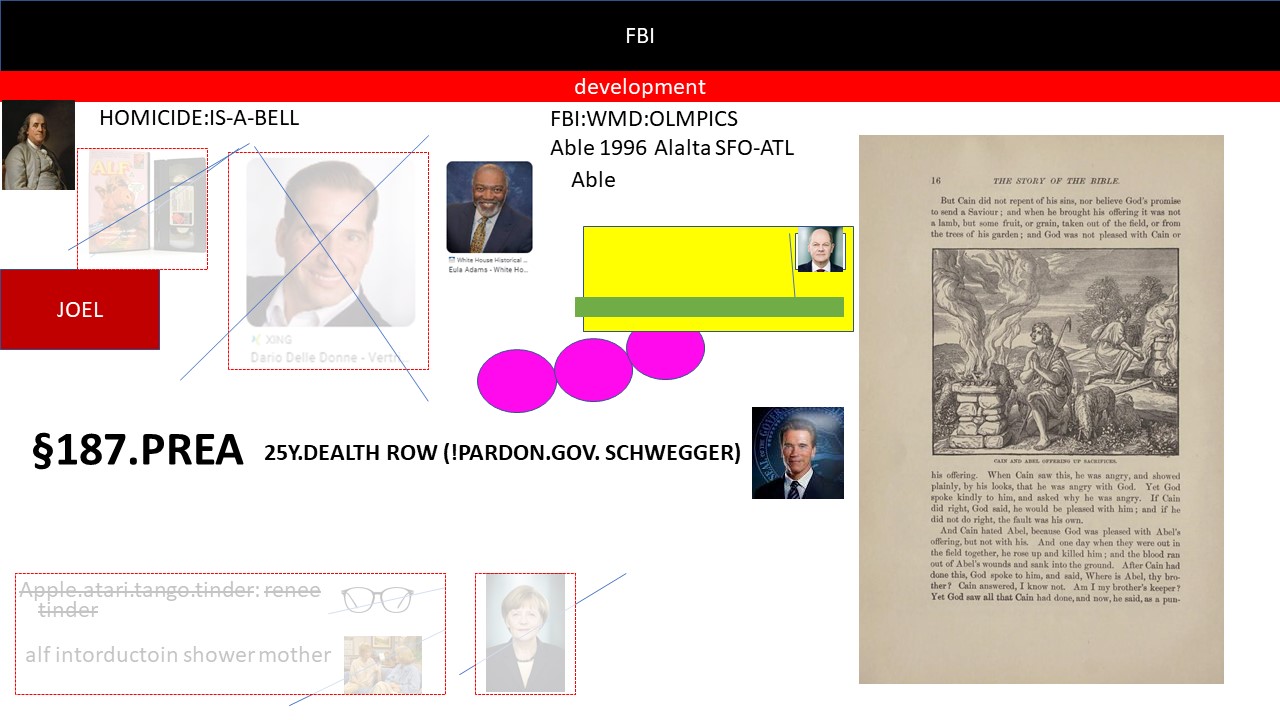 FBI
development
HOMICIDE:IS-A-BELL
FBI:WMD:OLMPICS
Able 1996 Alalta SFO-ATL
Able
ALF
White House Historical ...
Eula Adams - White Ho...
JOEL
XING
Dario Delle Donne - Vertr...
§187.PREA
25Y.DEALTH ROW (!PARDON.GOV. SCHWEGGER)
Apple.atari.tango.tinder: renee
tinder
alf intorductoin shower mother
16 THE STORY OF THE BIBLE.
But Cain did not repent of his sins, nor believe God's promise
to send a Saviour; and when he brought his offering it was not
a lamb, but some fruit, or grain, taken out of the field, or from
the trees of his garden; and God was not pleased with Cain or
CAIN AND ABEL OFFERING UP SACRIFICES.
his offering. When Cain saw this, he was angry, and showed
plainly, by his looks, that he was angry with God. Yet God
spoke kindly to him, and asked why he was angry. If Cain
did right, God said, he would be pleased with him; and if he
did not do right, the fault was his own.
And Cain hated Abel, because God was pleased with Abel's
offering, but not with his. And one day when they were out in
the field together, he rose up and killed him; and the blood ran
out of Abel's wounds and sank into the ground. After Cain had
done this, God spoke to him, and said, Where is Abel, thy bro-
ther? Cain answered, I know not. Am I my brother's keeper?
Yet God saw all that Cain had done, and now, he said, as a pun-